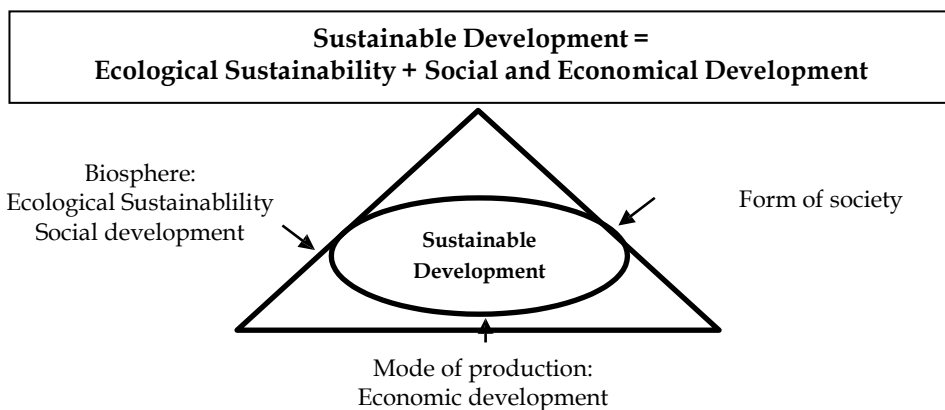 Sustainable Development =
Ecological Sustainability + Social and Economical Development
Biosphere:
Ecological Sustainablility
Social development
Form of society
Sustainable
Development
Mode of production:
Economic development